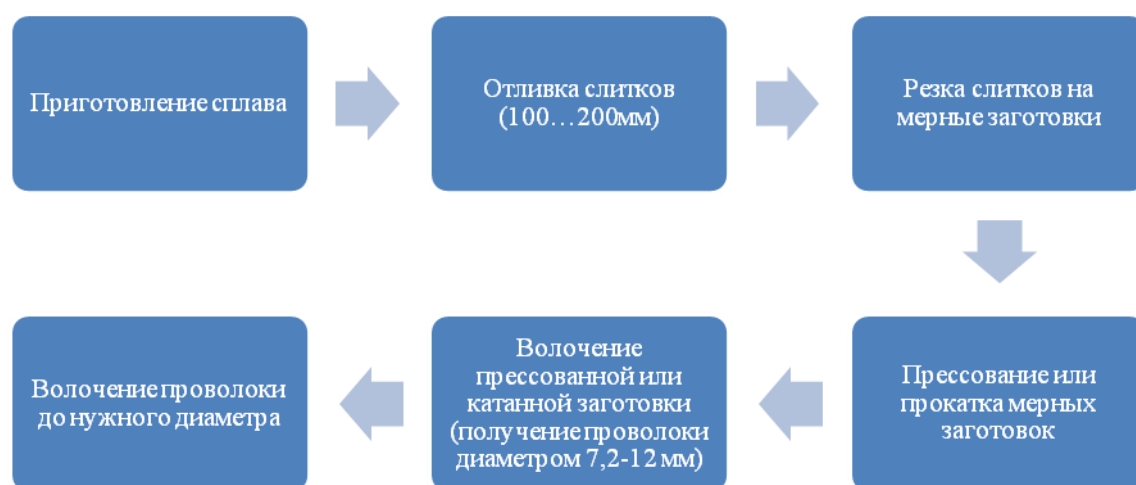 Приготовление сплава
Отливка слитков
(100…200мм)
Резка слитков на
мерные заготовки
Прессование или
прокатка мерных
заготовок
Волочение
прессованной или
катанной заготовки
(получение проволоки
диаметром 7,2-12 мм)
Волочение проволоки
до нужного диаметра